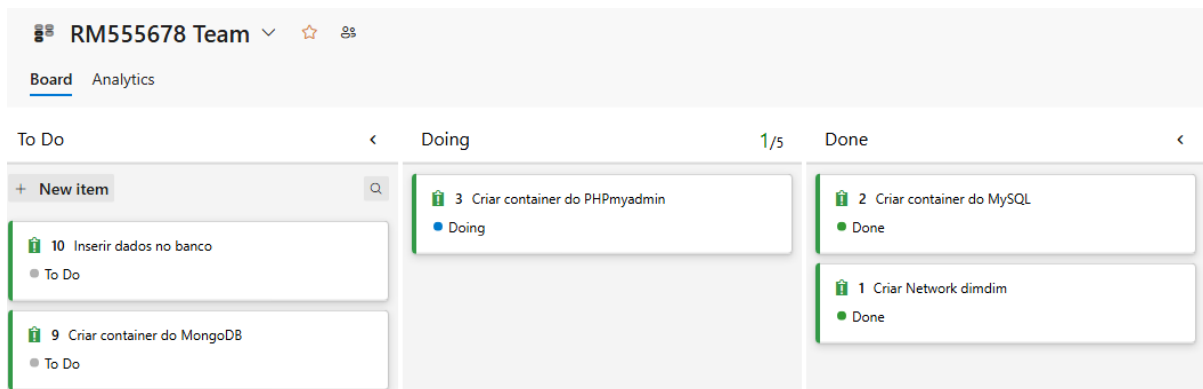 RM555678 Team
Board Analytics
To Do
+ New item
10 Inserir dados no banco
To Do
9 Criar container do MongoDB
To Do
Doing 1/5
3 Criar container do PHPmyadmin
Doing
Done
2 Criar container do MySQL
Done
1 Criar Network dimdim
Done